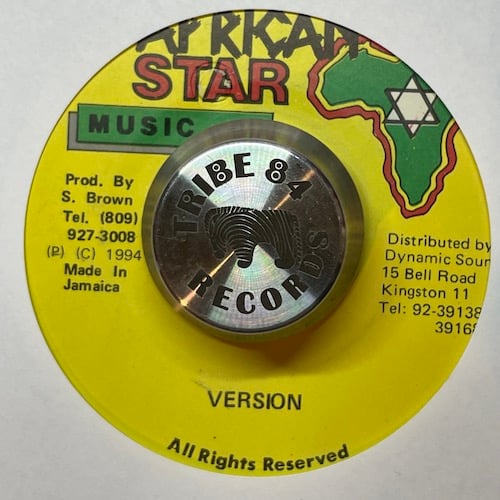 AFRICAN
STAR
MUSIC
Prod. By
S. Brown
Tel. (809)
927-3008
(P) (C) 1994
Made In
Jamaica
TRIBE 84
RECORDS
Distributed by
Dynamic Soun
15 Bell Road
Kingston 11
Tel: 92-39138
39168
VERSION
All Rights Reserved